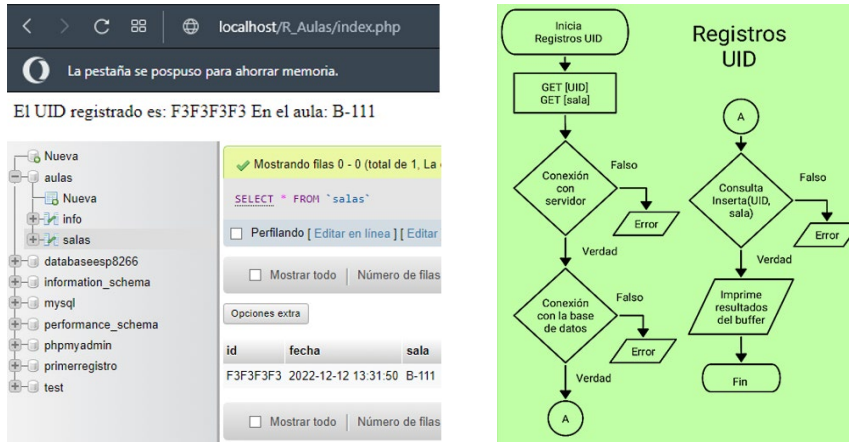 localhost/R_Aulas/index.php
La pestaña se pospuso para ahorrar memoria.
El UID registrado es: F3F3F3F3 En el aula: B-111
Nueva
aulas
Nueva
info
salas
databaseesp8266
information_schema
mysql
performance_schema
phpmyadmin
primerregistro
test
Mostrando filas 0 - 0 (total de 1, La
SELECT * FROM `salas`
Perfilando [ Editar en línea ] [ Editar
Mostrar todo | Número de filas
Opciones extra
id fecha sala
F3F3F3F3 2022-12-12 13:31:50 B-111
Mostrar todo | Número de filas
Registros
UID
Inicia
Registros UID
GET [UID]
GET [sala]
Conexión
con
servidor
Falso
Error
Verdad
Conexión
con la base
de datos
Falso
Error
Verdad
A
A
Consulta
Inserta(UID,
sala)
Falso
Error
Verdad
Imprime
resultados
del buffer
Fin